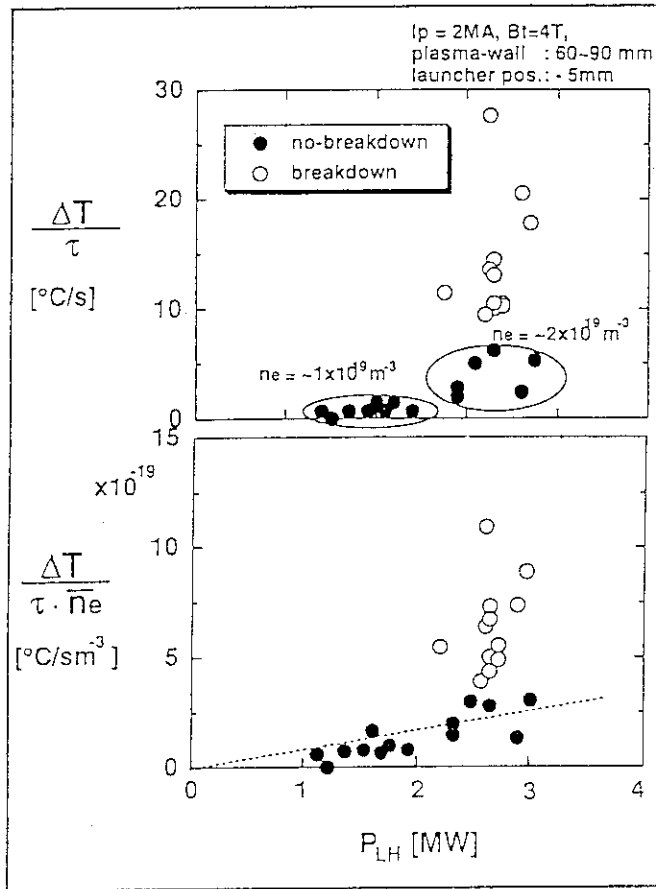 Ip = 2MA, Bt=4T,
plasma-wall : 60~90 mm
launcher pos.: - 5mm
30
20
10
0
no-breakdown
breakdown
ΔT
τ
[°C/s]
ne = ~1x10^19 m^-3
ne = ~2x10^19 m^-3
15
x10^-19
10
5
0
ΔT
τ · n̅e
[°C/sm^-3]
0 1 2 3 4
P_LH [MW]